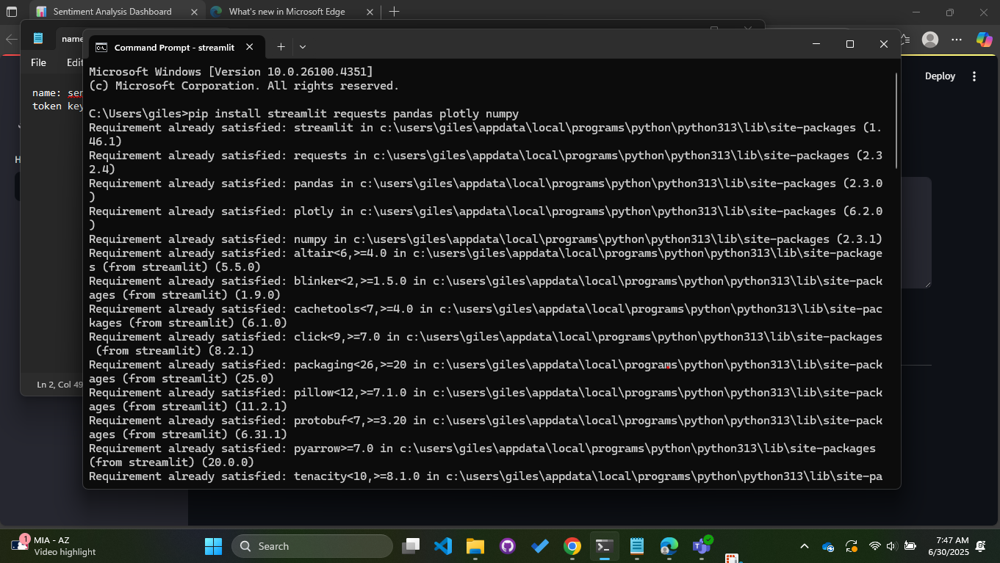 Sentiment Analysis Dashboard
What's new in Microsoft Edge
name
File
Edit
name: sen
token key
H
Ln 2, Col 49
Deploy
Command Prompt - streamlit
Microsoft Windows [Version 10.0.26100.4351]
(c) Microsoft Corporation. All rights reserved.
C:\Users\giles>pip install streamlit requests pandas plotly numpy
Requirement already satisfied: streamlit in c:\users\giles\appdata\local\programs\python\python313\lib\site-packages (1.
46.1)
Requirement already satisfied: requests in c:\users\giles\appdata\local\programs\python\python313\lib\site-packages (2.3
2.4)
Requirement already satisfied: pandas in c:\users\giles\appdata\local\programs\python\python313\lib\site-packages (2.3.0
)
Requirement already satisfied: plotly in c:\users\giles\appdata\local\programs\python\python313\lib\site-packages (6.2.0
)
Requirement already satisfied: numpy in c:\users\giles\appdata\local\programs\python\python313\lib\site-packages (2.3.1)
Requirement already satisfied: altair<6,>=4.0 in c:\users\giles\appdata\local\programs\python\python313\lib\site-package
s (from streamlit) (5.5.0)
Requirement already satisfied: blinker<2,>=1.5.0 in c:\users\giles\appdata\local\programs\python\python313\lib\site-pack
ages (from streamlit) (1.9.0)
Requirement already satisfied: cachetools<7,>=4.0 in c:\users\giles\appdata\local\programs\python\python313\lib\site-pac
kages (from streamlit) (6.1.0)
Requirement already satisfied: click<9,>=7.0 in c:\users\giles\appdata\local\programs\python\python313\lib\site-packages
 (from streamlit) (8.2.1)
Requirement already satisfied: packaging<26,>=20 in c:\users\giles\appdata\local\programs\python\python313\lib\site-pack
ages (from streamlit) (25.0)
Requirement already satisfied: pillow<12,>=7.1.0 in c:\users\giles\appdata\local\programs\python\python313\lib\site-pack
ages (from streamlit) (11.2.1)
Requirement already satisfied: protobuf<7,>=3.20 in c:\users\giles\appdata\local\programs\python\python313\lib\site-pack
ages (from streamlit) (6.31.1)
Requirement already satisfied: pyarrow>=7.0 in c:\users\giles\appdata\local\programs\python\python313\lib\site-packages
(from streamlit) (20.0.0)
Requirement already satisfied: tenacity<10,>=8.1.0 in c:\users\giles\appdata\local\programs\python\python313\lib\site-pa
1
MIA - AZ
Video highlight
Search
7:47 AM
6/30/2025